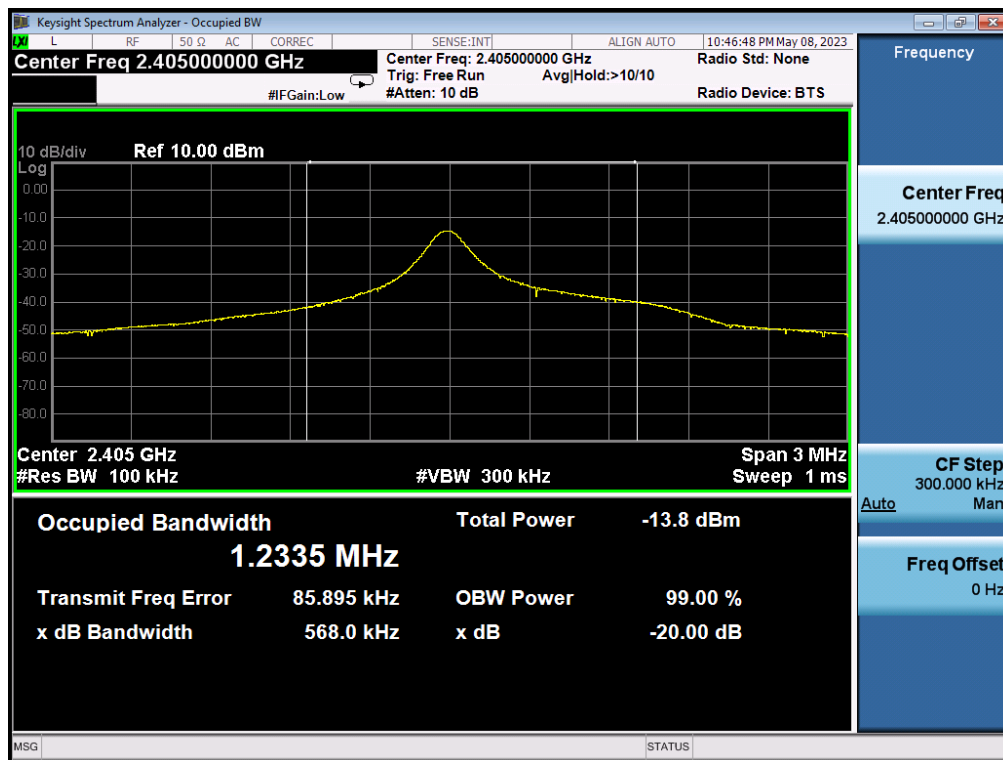 Keysight Spectrum Analyzer - Occupied BW
LXI L RF 50 Ω AC CORREC SENSE:INT ALIGN AUTO 10:46:48 PM May 08, 2023
Center Freq 2.405000000 GHz
Center Freq: 2.405000000 GHz
Radio Std: None
Trig: Free Run
Avg|Hold:>10/10
#IFGain:Low
#Atten: 10 dB
Radio Device: BTS
10 dB/div
Ref 10.00 dBm
Log
0.00
-10.0
-20.0
-30.0
-40.0
-50.0
-60.0
-70.0
-80.0
Center 2.405 GHz
Span 3 MHz
#Res BW 100 kHz
#VBW 300 kHz
Sweep 1 ms
Occupied Bandwidth
1.2335 MHz
Total Power -13.8 dBm
Transmit Freq Error 85.895 kHz
OBW Power 99.00 %
x dB Bandwidth 568.0 kHz
x dB -20.00 dB
Frequency
Center Freq
2.405000000 GHz
CF Step
300.000 kHz
Auto Man
Freq Offset
0 Hz
MSG
STATUS